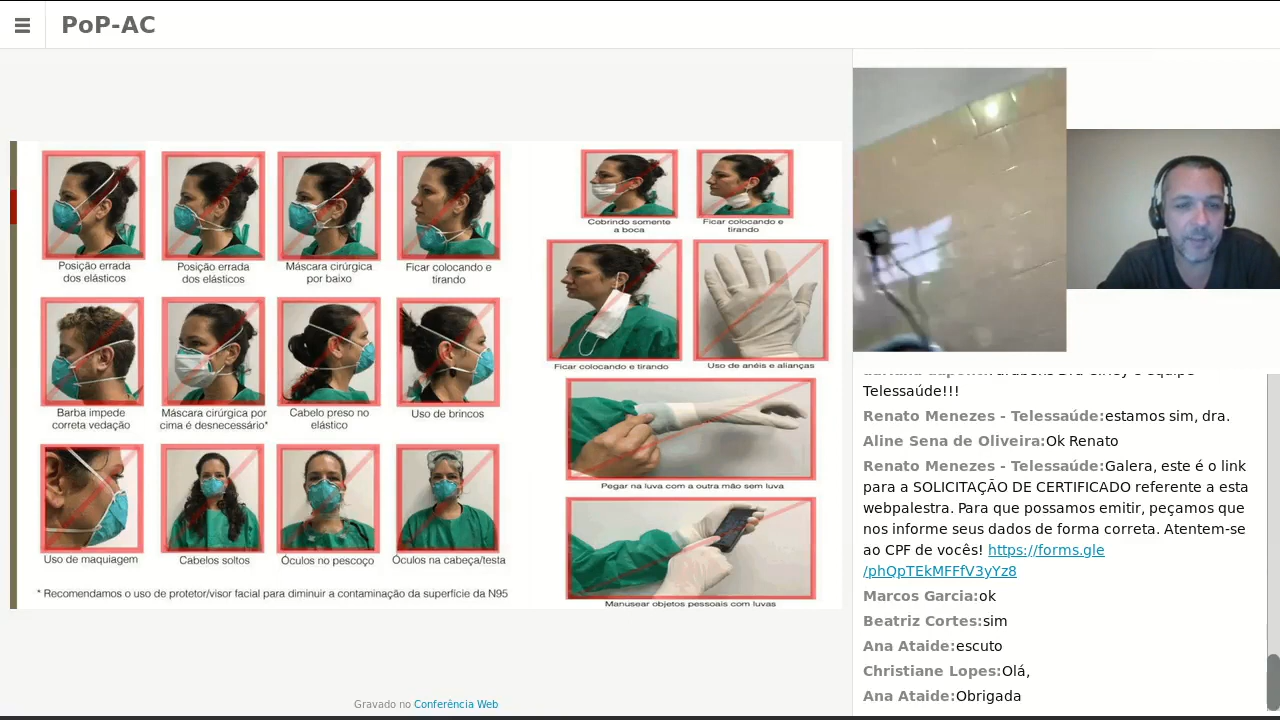 PoP-AC
Posição errada
dos elásticos
Posição errada
dos elásticos
Máscara cirúrgica
por baixo
Ficar colocando e
tirando
Barba impede
correta vedação
Máscara cirúrgica por
cima é desnecessário*
Cabelo preso no
elástico
Uso de brincos
Uso de maquiagem
Cabelos soltos
Óculos no pescoço
Óculos na cabeça/testa
* Recomendamos o uso de protetor/visor facial para diminuir a contaminação da superfície da N95
Cobrindo somente
a boca
Ficar colocando e
tirando
Ficar colocando e tirando
Uso de anéis e alianças
Pegar na luva com a outra mão sem luva
Manusear objetos pessoais com luvas
Gravado no Conferência Web
Telessaúde!!!
Renato Menezes - Telessaúde:estamos sim, dra.
Aline Sena de Oliveira:Ok Renato
Renato Menezes - Telessaúde:Galera, este é o link
para a SOLICITAÇÃO DE CERTIFICADO referente a esta
webpalestra. Para que possamos emitir, peçamos que
nos informe seus dados de forma correta. Atentem-se
ao CPF de vocês! https://forms.gle
/phQpTEkMFFfV3yYz8
Marcos Garcia:ok
Beatriz Cortes:sim
Ana Ataide:escuto
Christiane Lopes:Olá,
Ana Ataide:Obrigada